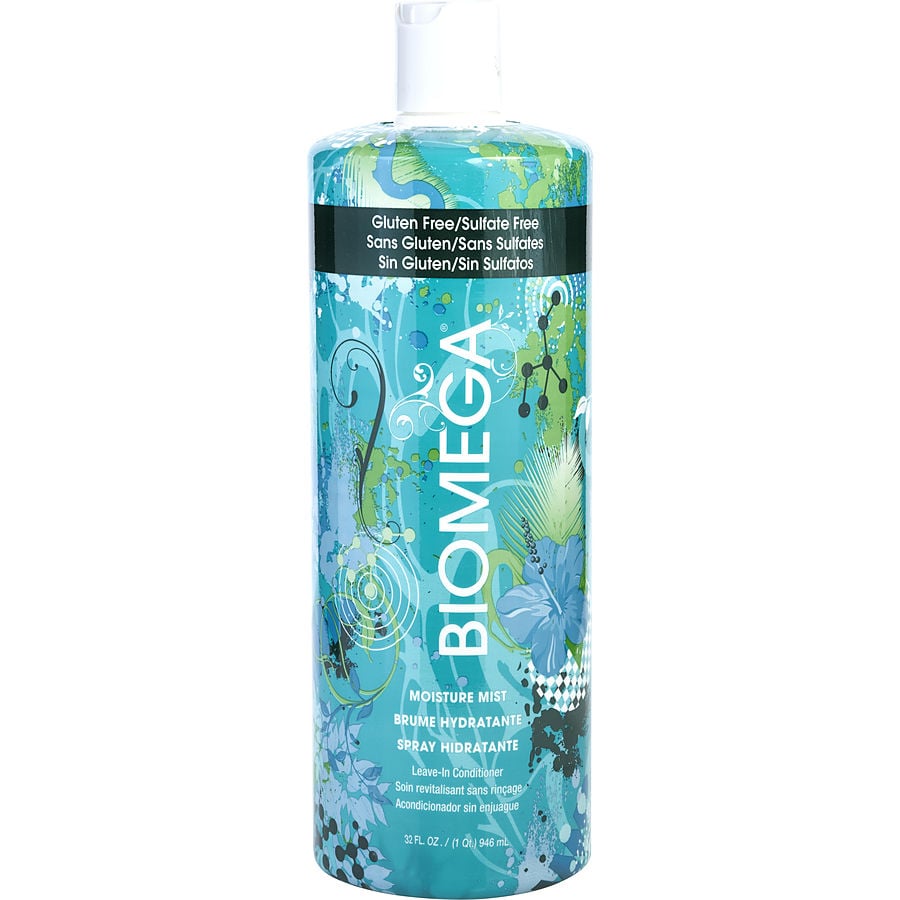 Gluten Free/Sulfate Free
Sans Gluten/Sans Sulfates
Sin Gluten/Sin Sulfatos
BIOMEGA®
MOISTURE MIST
BRUME HYDRATANTE
SPRAY HIDRATANTE
Leave-In Conditioner
Soin revitalisant sans rinçage
Acondicionador sin enjuague
32 FL. OZ. / (1 Qt.) 946 mL